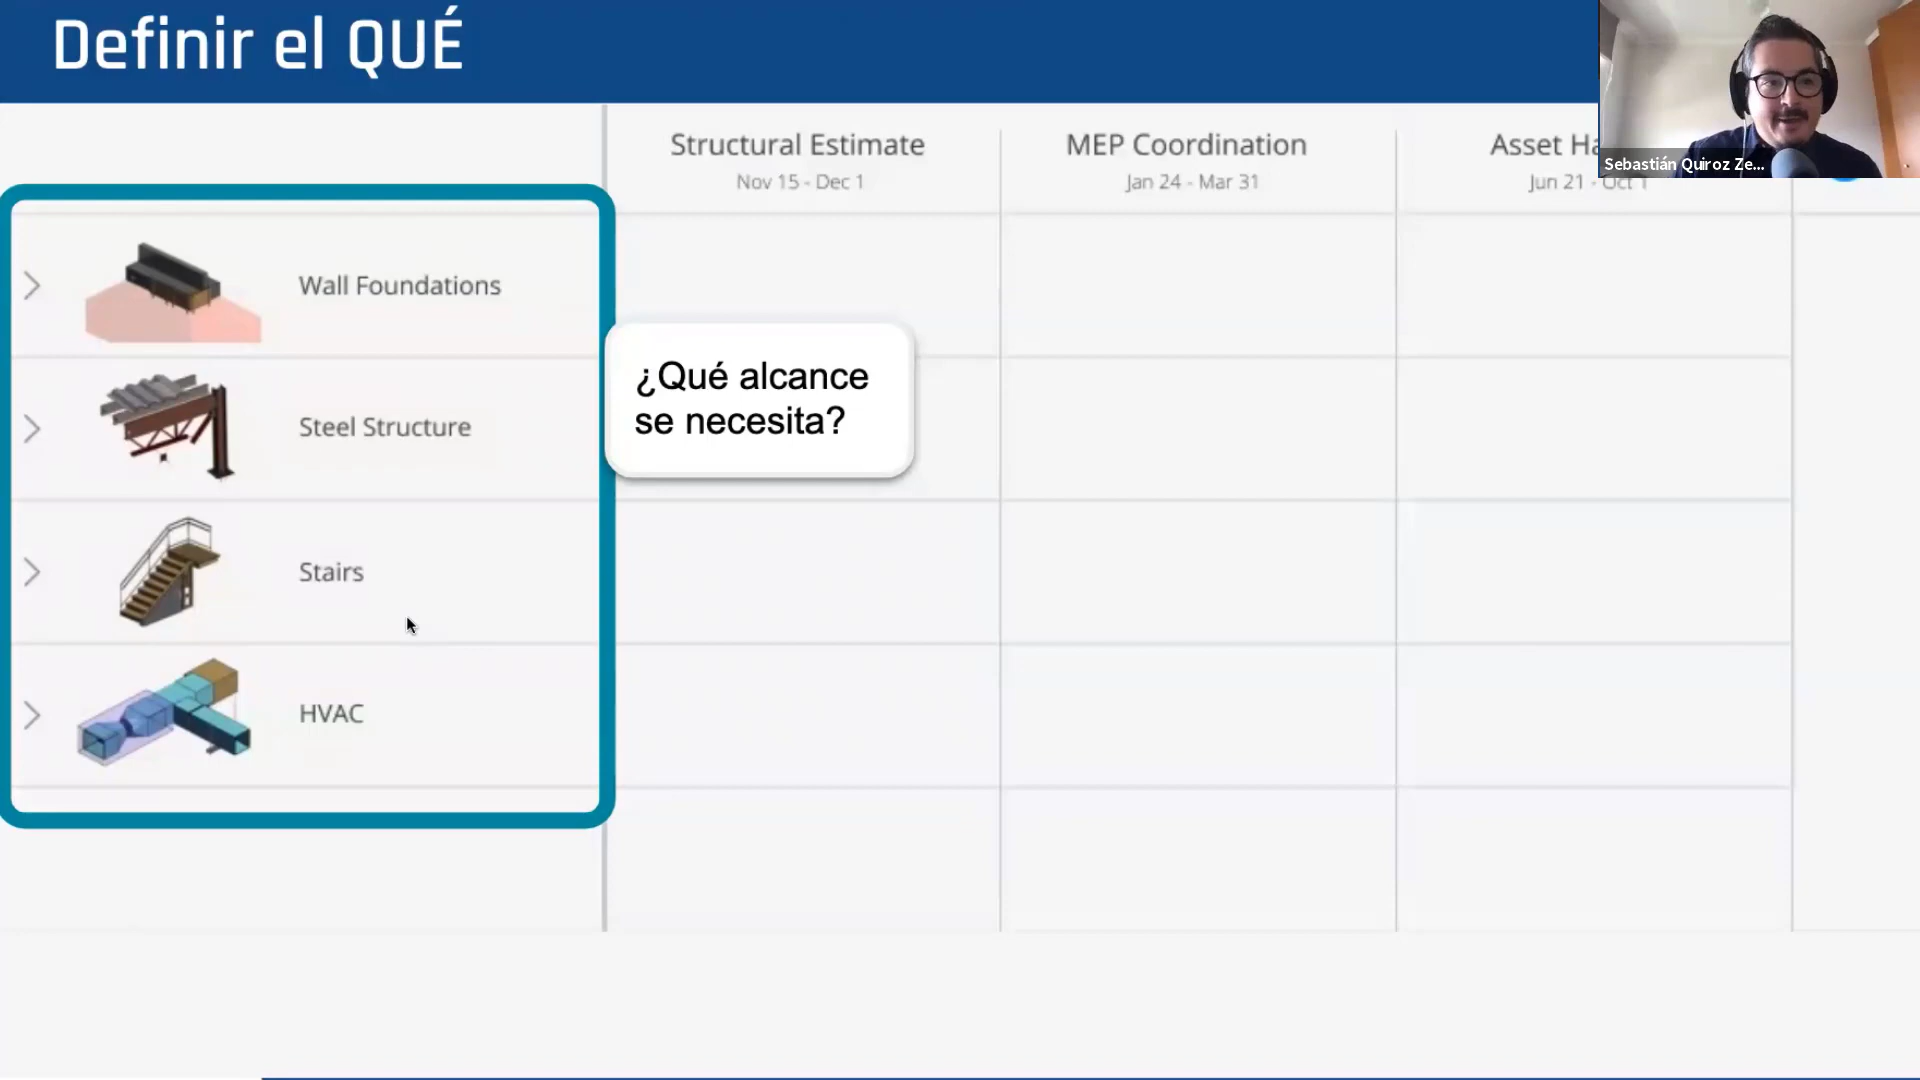 Definir el QUÉ
Structural Estimate
Nov 15 - Dec 1
MEP Coordination
Jan 24 - Mar 31
Asset
Jun 21 - Oct 1
Sebastián Quiroz Ze...
Wall Foundations
¿Qué alcance
se necesita?
Steel Structure
Stairs
HVAC